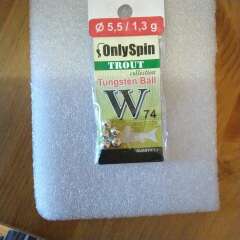 Ø 5,5 / 1,3 g
OnlySpin
TROUT
collection
Tungsten Ball
W
74